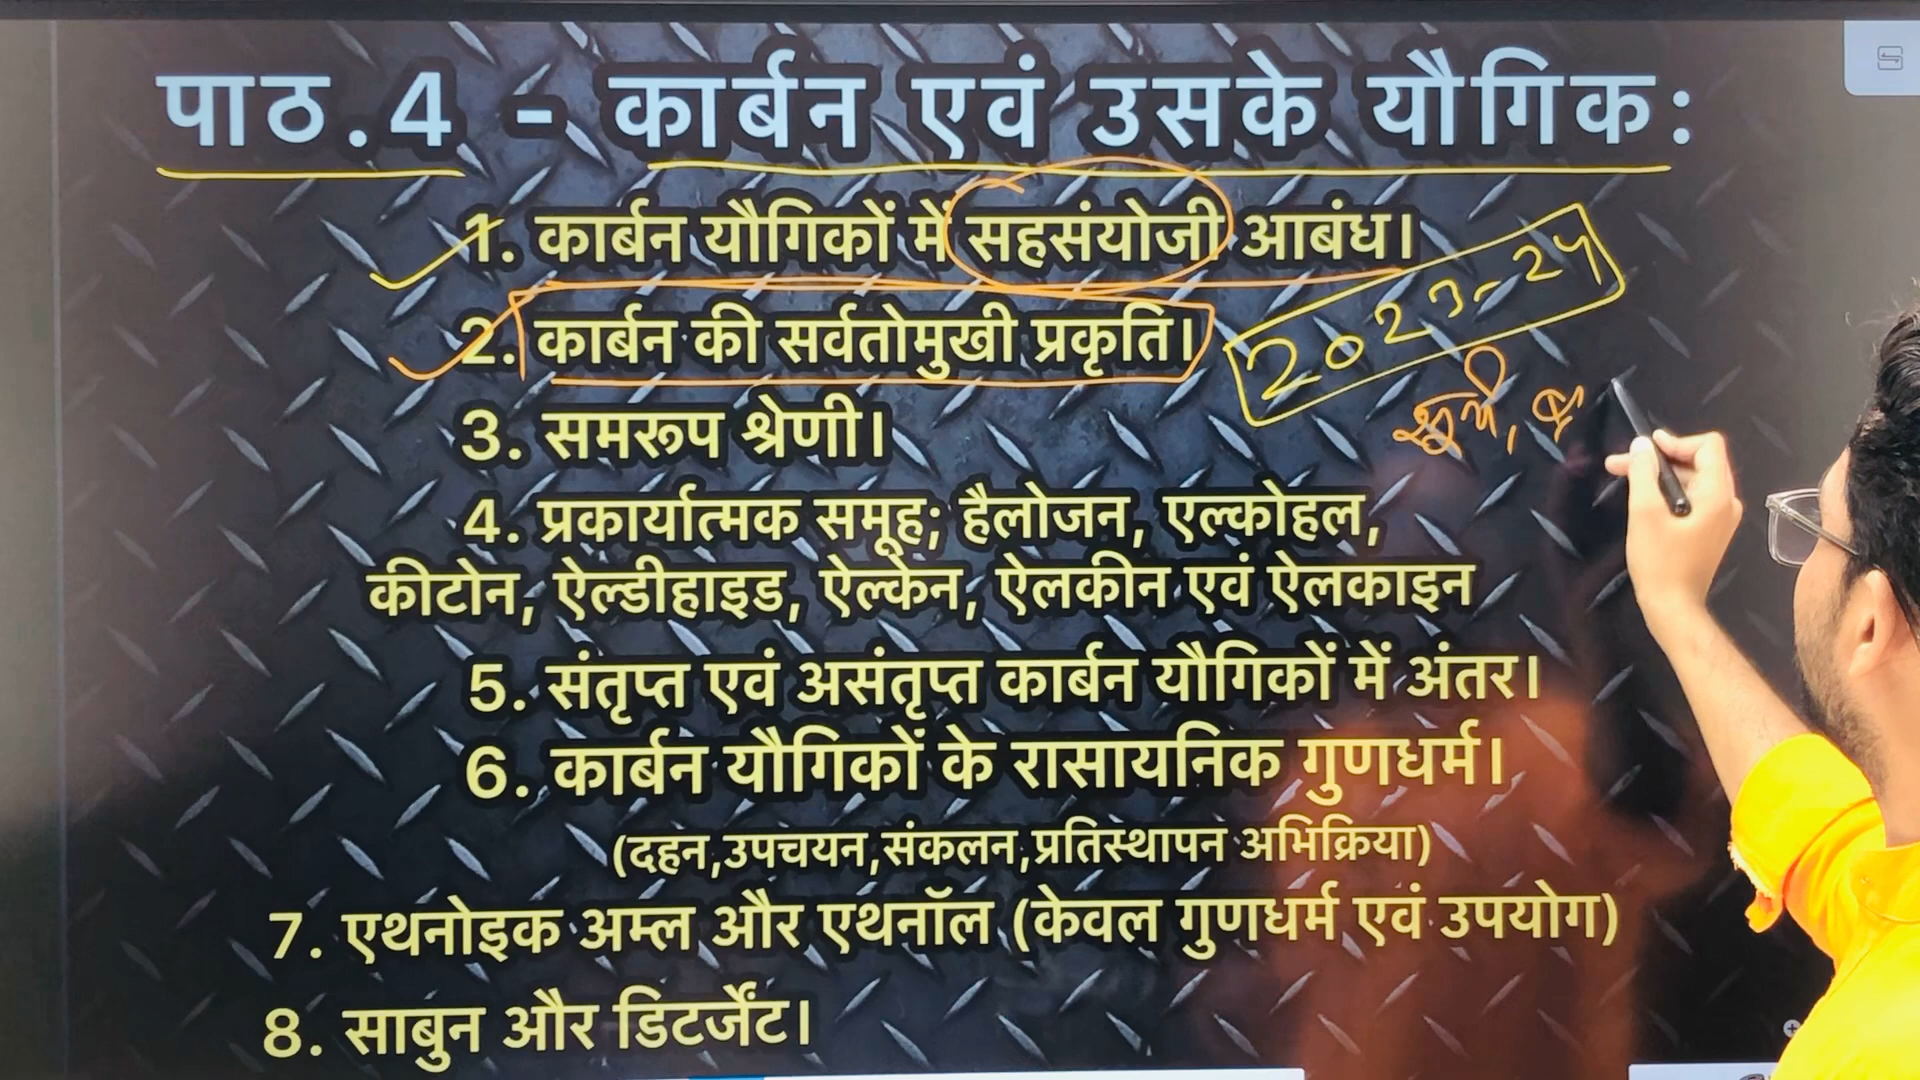 पाठ.4 - कार्बन एवं उसके यौगिक:
1. कार्बन यौगिकों में सहसंयोजी आबंध।
2. कार्बन की सर्वतोमुखी प्रकृति।
2023-24
3. समरूप श्रेणी।
4. प्रकार्यात्मक समूह; हैलोजन, एल्कोहल,
कीटोन, ऐल्डीहाइड, ऐल्केन, ऐलकीन एवं ऐलकाइन
5. संतृप्त एवं असंतृप्त कार्बन यौगिकों में अंतर।
6. कार्बन यौगिकों के रासायनिक गुणधर्म।
(दहन,उपचयन,संकलन,प्रतिस्थापन अभिक्रिया)
7. एथनोइक अम्ल और एथनॉल (केवल गुणधर्म एवं उपयोग)
8. साबुन और डिटर्जेंट।